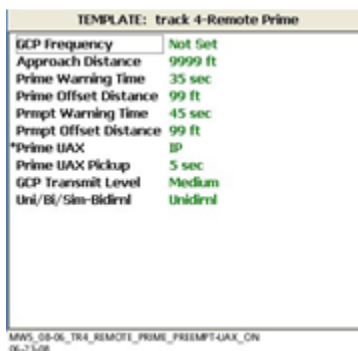 TEMPLATE: track 4-Remote Prime
GCP Frequency Not Set
Approach Distance 9999 ft
Prime Warning Time 35 sec
Prime Offset Distance 99 ft
Prmpt Warning Time 45 sec
Prmpt Offset Distance 99 ft
*Prime UAX IP
Prime UAX Pickup 5 sec
GCP Transmit Level Medium
Uni/Bi/Sim-Bidirnl Unidirnl
MWS_08-06_TR4_REMOTE_PRIME_PREEMPT-UAX_ON
06-23-08